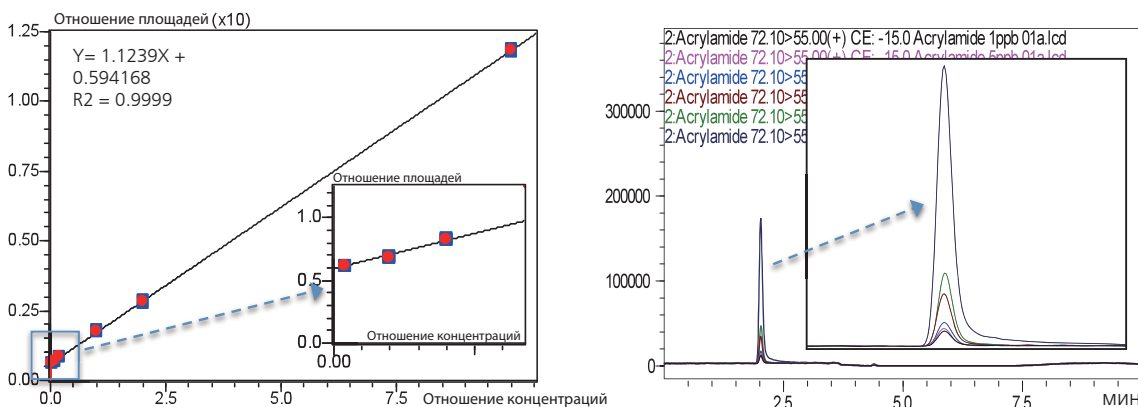 Отношение площадей (x10)
1.25
1.00
0.75
0.50
0.25
0.00
Y= 1.1239X +
0.594168
R2 = 0.9999
Отношение площадей
1.0
0.5
0.0
Отношение концентраций
0.00
0.0
2.5
5.0
7.5
Отношение концентраций
2:Acrylamide 72.10>55.00(+) CE: -15.0 Acrylamide 1ppb 01a.lcd
2:Acrylamide 72.10>55.00(+) CE: -15.0 Acrylamide 5ppb 01a.lcd
2:Acrylamide 72.10>55
2:Acrylamide 72.10>55
2:Acrylamide 72.10>55
2:Acrylamide 72.10>55
300000
200000
100000
0
2.5
5.0
7.5
МИН